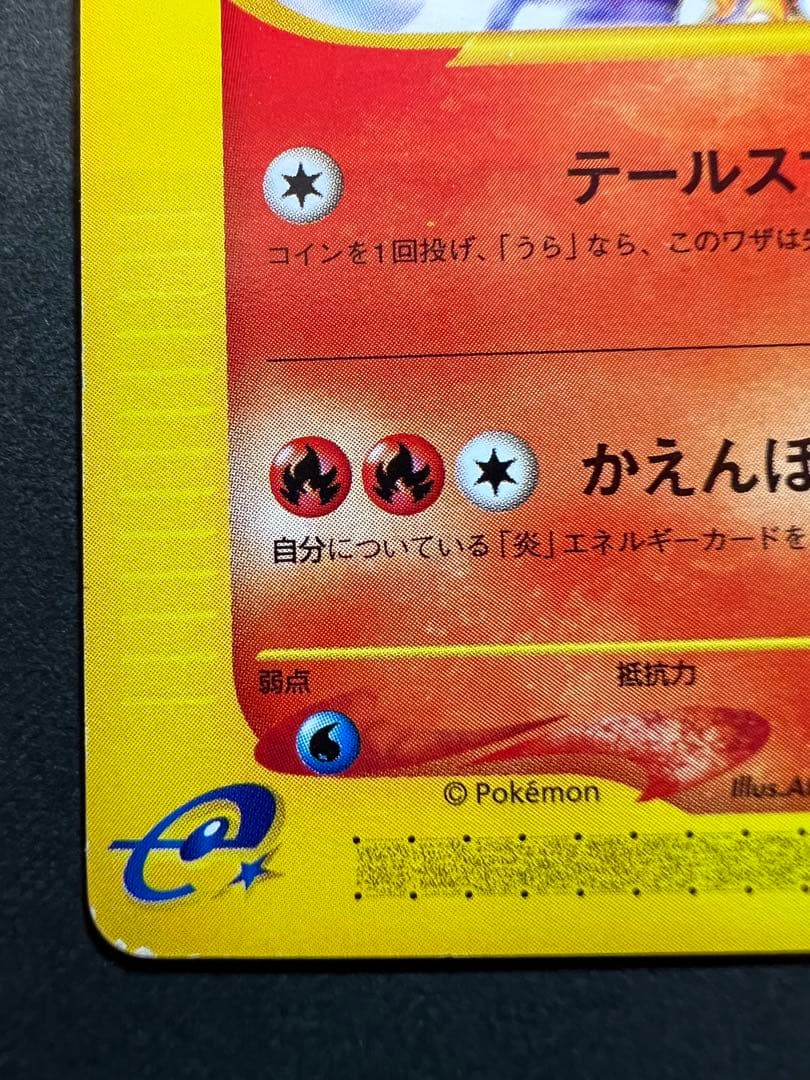 テールス
コインを1回投げ、「うら」なら、このワザは
かえんほ
自分についている「炎」エネルギーカードを
弱点 抵抗力
© Pokémon Illus.A
e